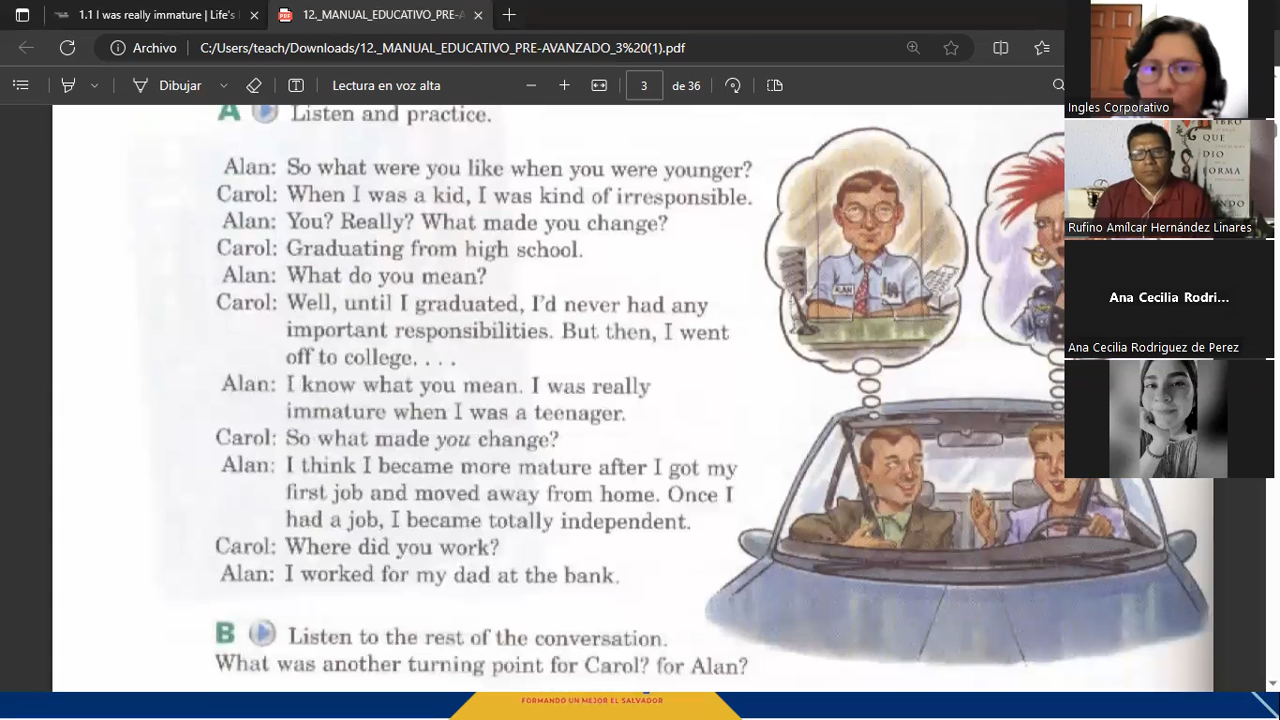 1.1 I was really immature | Life's
12._MANUAL_EDUCATIVO_PRE-A
Archivo
C:/Users/teach/Downloads/12._MANUAL_EDUCATIVO_PRE-AVANZADO_3%20(1).pdf
Dibujar
Lectura en voz alta
3
de 36
A Listen and practice.
Alan: So what were you like when you were younger?
Carol: When I was a kid, I was kind of irresponsible.
Alan: You? Really? What made you change?
Carol: Graduating from high school.
Alan: What do you mean?
Carol: Well, until I graduated, I'd never had any
important responsibilities. But then, I went
off to college. . . .
Alan: I know what you mean. I was really
immature when I was a teenager.
Carol: So what made you change?
Alan: I think I became more mature after I got my
first job and moved away from home. Once I
had a job, I became totally independent.
Carol: Where did you work?
Alan: I worked for my dad at the bank.
B Listen to the rest of the conversation.
What was another turning point for Carol? for Alan?
ALAN
FORMANDO UN MEJOR EL SALVADOR
Ingles Corporativo
LIBRO
QUE
DIO
FORMA
Rufino Amílcar Hernández Linares
Ana Cecilia Rodri...
Ana Cecilia Rodriguez de Perez